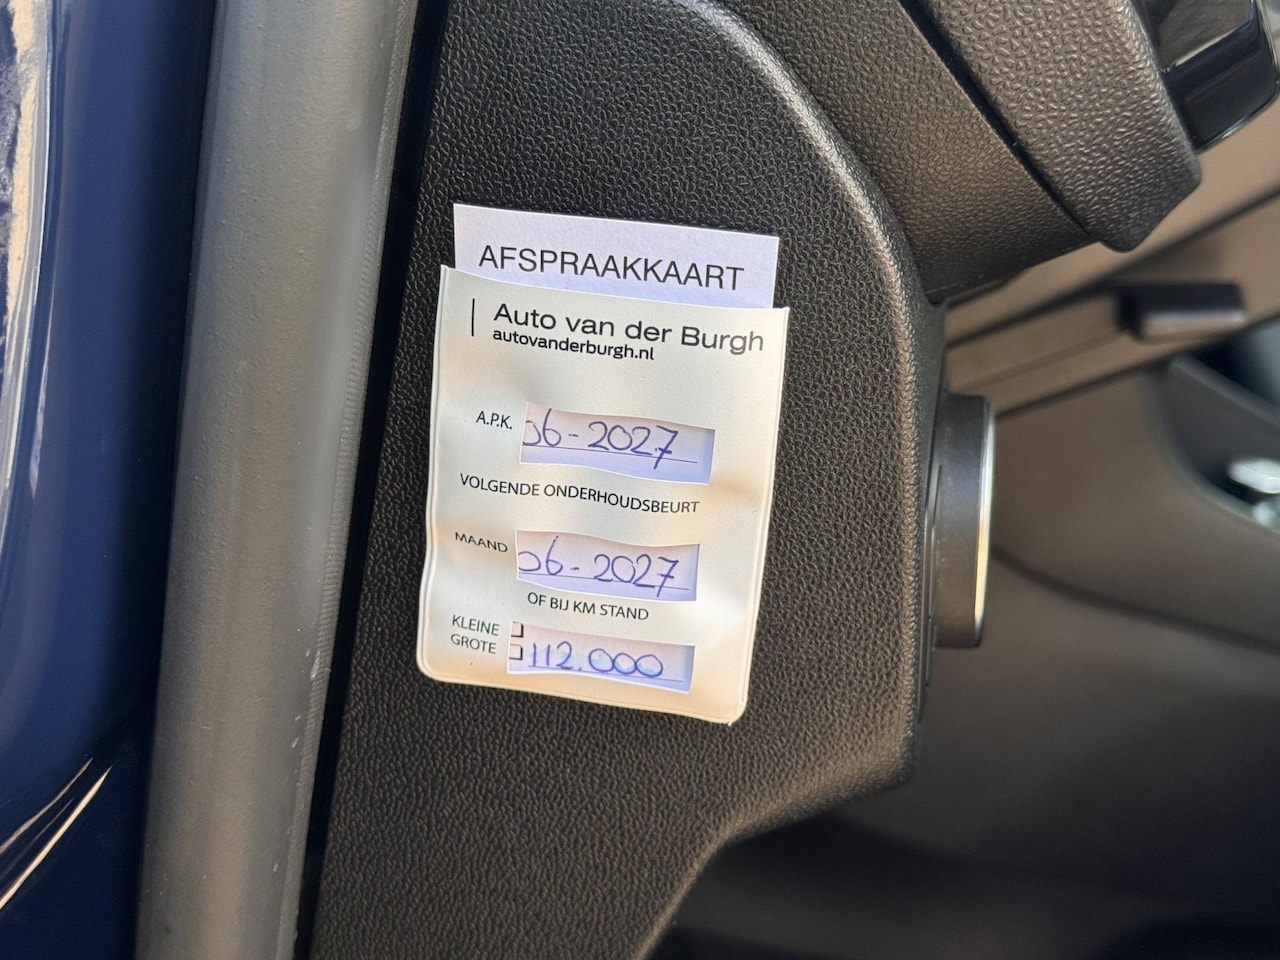 AFSPRAAKKAART
Auto van der Burgh
autovanderburgh.nl
A.P.K. 06-2027
VOLGENDE ONDERHOUDSBEURT
MAAND 06-2027
OF BIJ KM STAND
KLEINE
GROTE 112.000